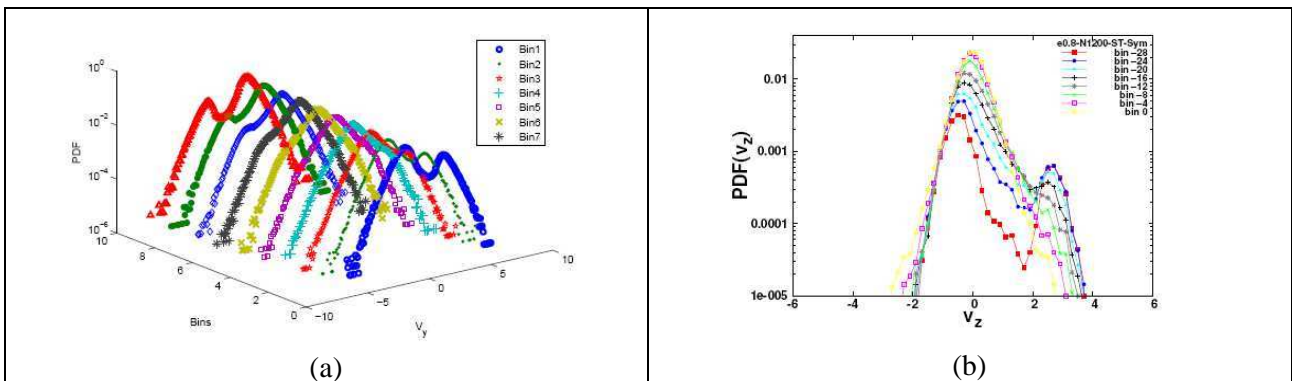 10^0
10^-2
10^-4
10^-6
PDF
10
8
6
4
2
0
Bins
-10
-5
0
5
10
V_y
Bin1
Bin2
Bin3
Bin4
Bin5
Bin6
Bin7
(a)
e0.8-N1200-ST-Sym
bin -28
bin -24
bin -20
bin -16
bin -12
bin -8
bin -4
bin 0
0.01
0.001
0.0001
1e-005
PDF(v_z)
-6
-4
-2
0
2
4
6
v_z
(b)